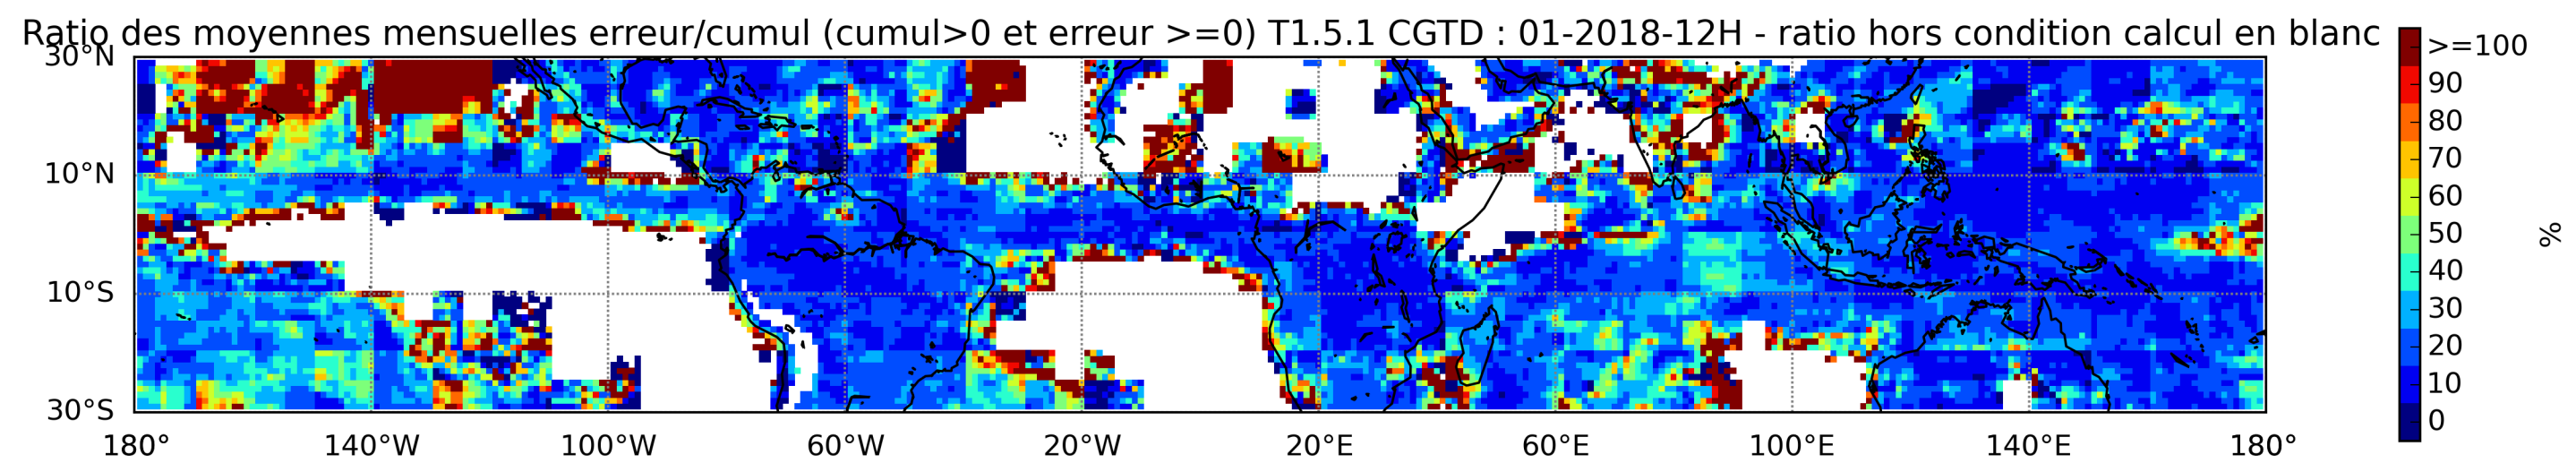 Ratio des moyennes mensuelles erreur/cumul (cumul>0 et erreur >=0) T1.5.1 CGTD : 01-2018-12H - ratio hors condition calcul en blanc
30°N
10°N
10°S
30°S
180°
140°W
100°W
60°W
20°W
20°E
60°E
100°E
140°E
180°
>=100
90
80
70
60
50
40
30
20
10
0
%